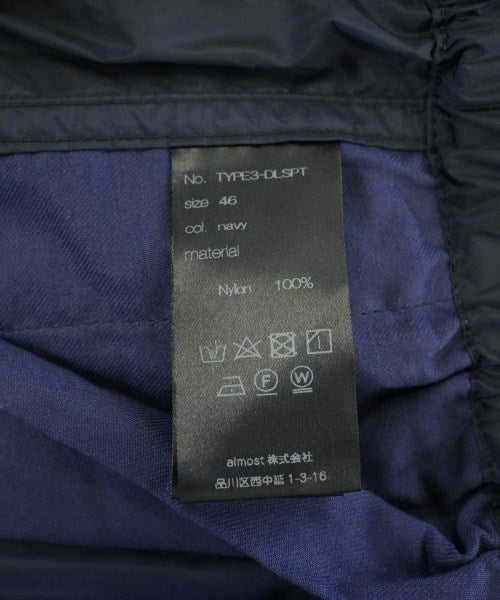 No. TYPE3-DLSPT
size 46
col. navy
material
Nylon 100%
F W
almost 株式会社
品川区西中延1-3-16